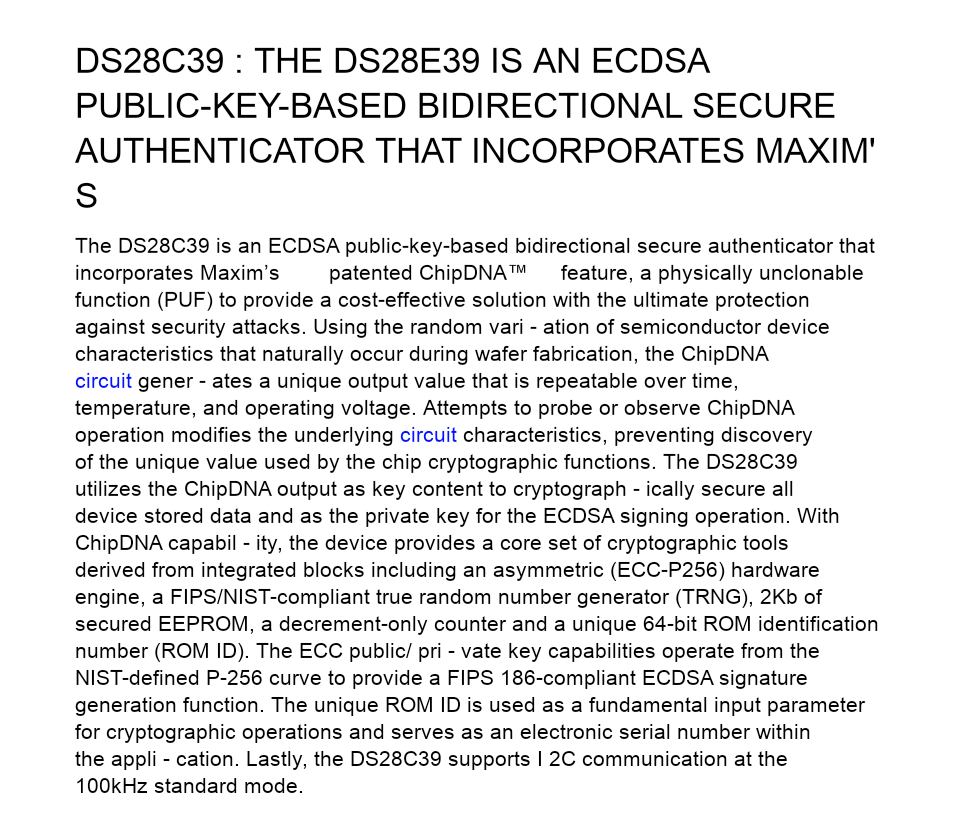 DS28C39 : THE DS28E39 IS AN ECDSA
PUBLIC-KEY-BASED BIDIRECTIONAL SECURE
AUTHENTICATOR THAT INCORPORATES MAXIM'
S
The DS28C39 is an ECDSA public-key-based bidirectional secure authenticator that
incorporates Maxim’s patented ChipDNA™ feature, a physically unclonable
function (PUF) to provide a cost-effective solution with the ultimate protection
against security attacks. Using the random vari - ation of semiconductor device
characteristics that naturally occur during wafer fabrication, the ChipDNA
circuit gener - ates a unique output value that is repeatable over time,
temperature, and operating voltage. Attempts to probe or observe ChipDNA
operation modifies the underlying circuit characteristics, preventing discovery
of the unique value used by the chip cryptographic functions. The DS28C39
utilizes the ChipDNA output as key content to cryptograph - ically secure all
device stored data and as the private key for the ECDSA signing operation. With
ChipDNA capabil - ity, the device provides a core set of cryptographic tools
derived from integrated blocks including an asymmetric (ECC-P256) hardware
engine, a FIPS/NIST-compliant true random number generator (TRNG), 2Kb of
secured EEPROM, a decrement-only counter and a unique 64-bit ROM identification
number (ROM ID). The ECC public/ pri - vate key capabilities operate from the
NIST-defined P-256 curve to provide a FIPS 186-compliant ECDSA signature
generation function. The unique ROM ID is used as a fundamental input parameter
for cryptographic operations and serves as an electronic serial number within
the appli - cation. Lastly, the DS28C39 supports I 2C communication at the
100kHz standard mode.